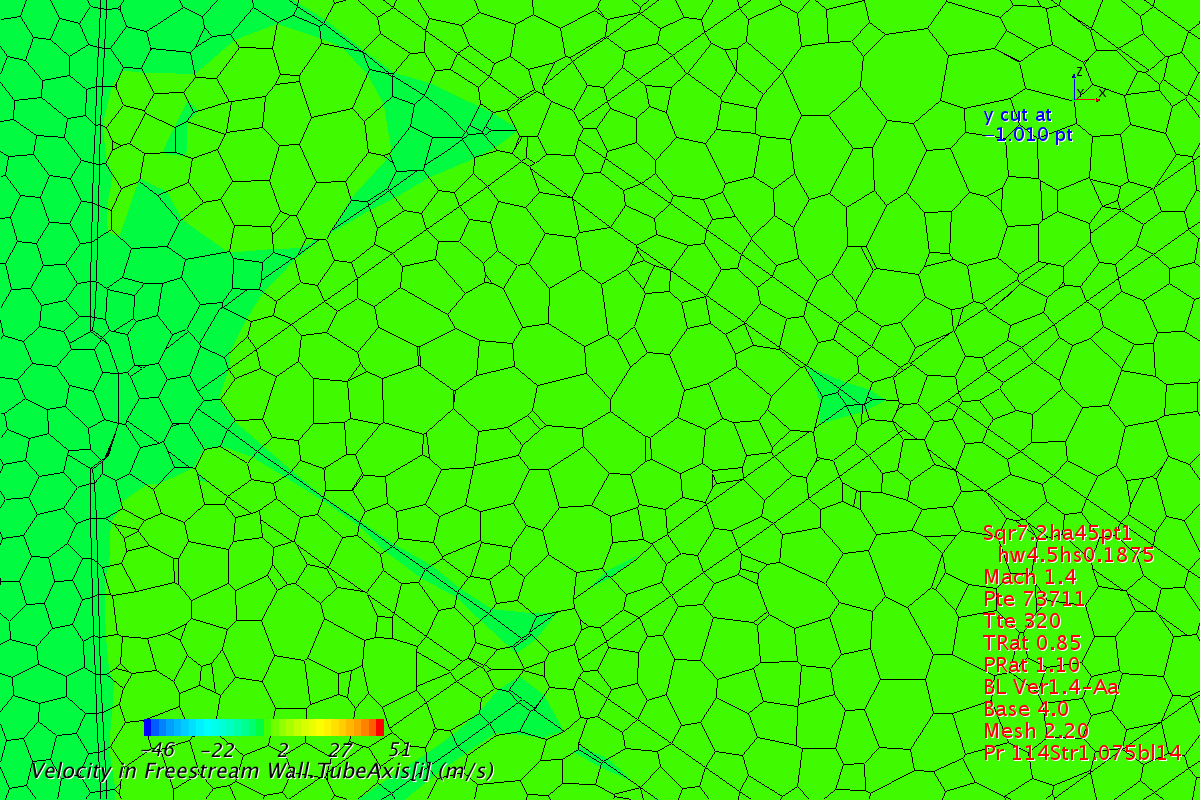 Z
Y X
y cut at
-1.010 pt
Sqr7.2ha45pt1
hw4.5hs0.1875
Mach 1.4
Pte 73711
Tte 320
TRat 0.85
PRat 1.10
BL Ver1.4-Aa
Base 4.0
Mesh 2.20
Pr 114Str1.075bl14
-46 -22 2 27 51
Velocity in Freestream Wall.TubeAxis[i] (m/s)